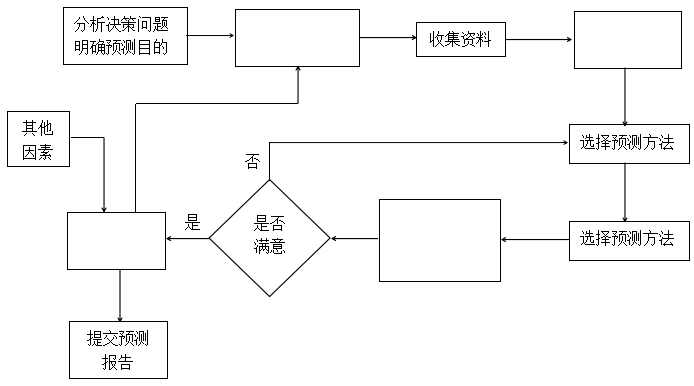 分析决策问题
明确预测目的
收集资料
其他
因素
选择预测方法
否
是
是否
满意
选择预测方法
提交预测
报告